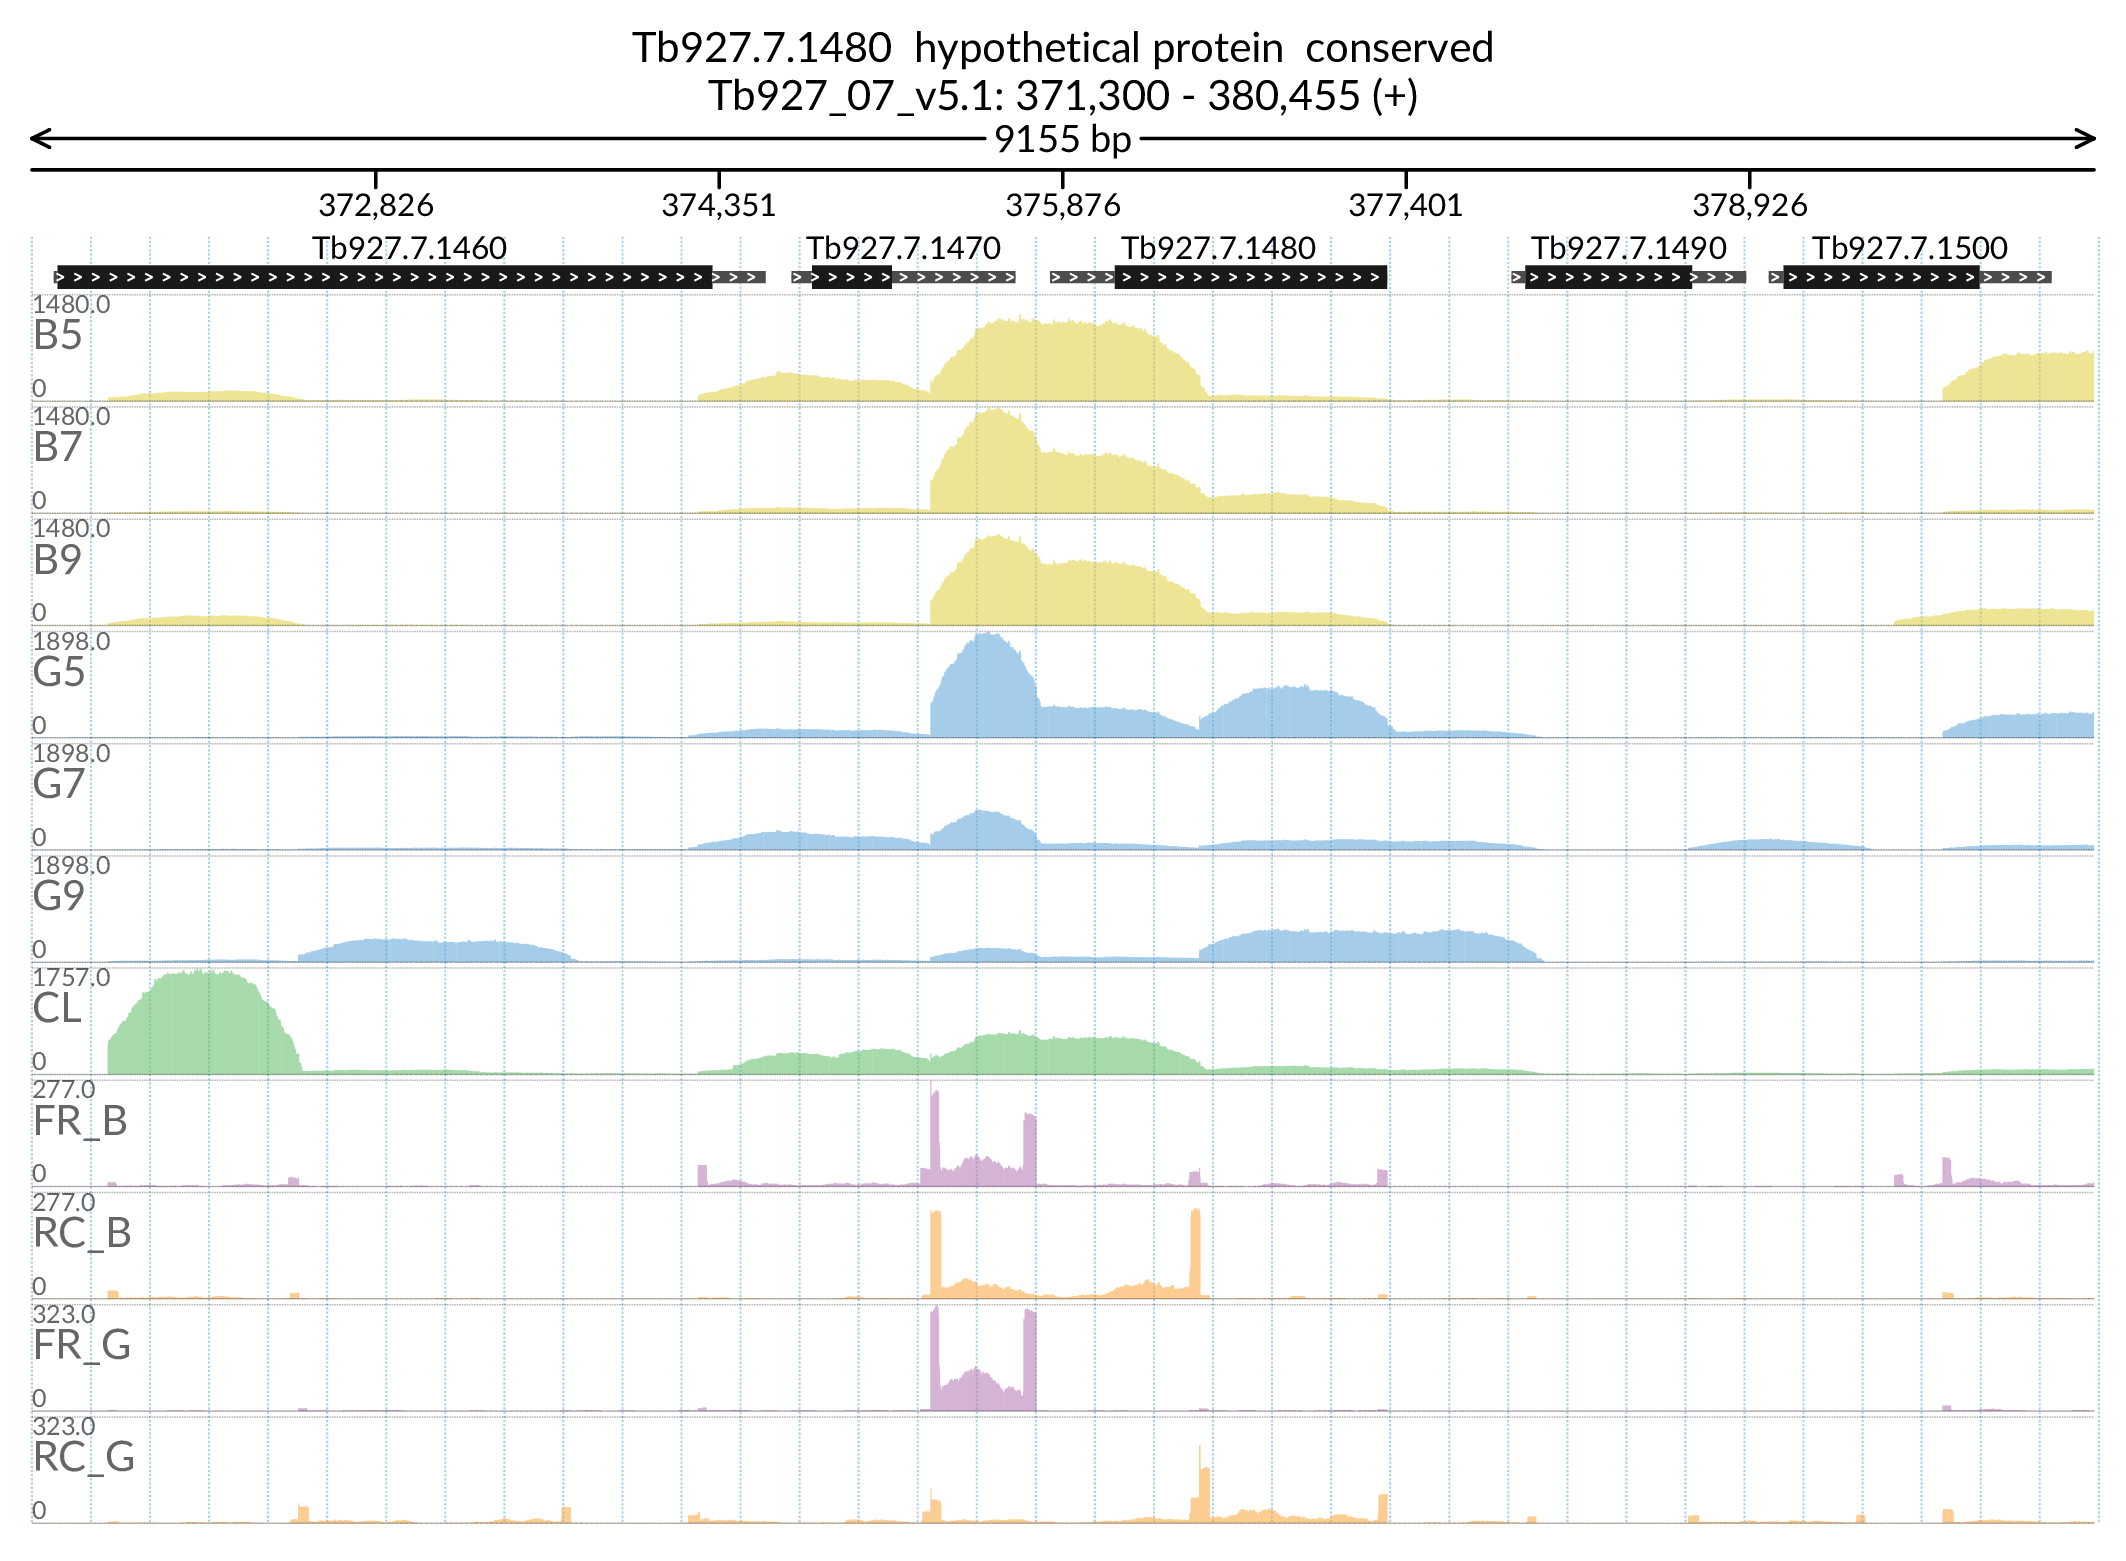 Tb927.7.1480  hypothetical protein  conserved
Tb927_07_v5.1: 371,300 - 380,455 (+)
9155 bp
372,826 374,351 375,876 377,401 378,926
Tb927.7.1460 Tb927.7.1470 Tb927.7.1480 Tb927.7.1490 Tb927.7.1500
1480.0
B5
0
1480.0
B7
0
1480.0
B9
0
1898.0
G5
0
1898.0
G7
0
1898.0
G9
0
1757.0
CL
0
277.0
FR_B
0
277.0
RC_B
0
323.0
FR_G
0
323.0
RC_G
0